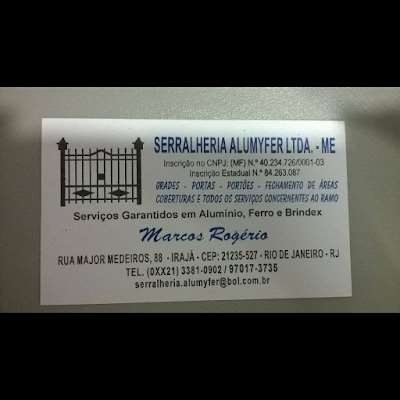 SERRALHERIA ALUMYFER LTDA. - ME
Inscrição no CNPJ: (MF) N.º 40.234.726/0001-03
Inscrição Estadual N.º 84.263.087
GRADES - PORTAS - PORTÕES - FECHAMENTO DE ÁREAS
COBERTURAS E TODOS OS SERVIÇOS CONCERNENTES AO RAMO
Serviços Garantidos em Alumínio, Ferro e Brindex
Marcos Rogério
RUA MAJOR MEDEIROS, 88 - IRAJÁ - CEP: 21235-527 - RIO DE JANEIRO - RJ
TEL. (0XX21) 3381-0902 / 97017-3735
serralheria.alumyfer@bol.com.br